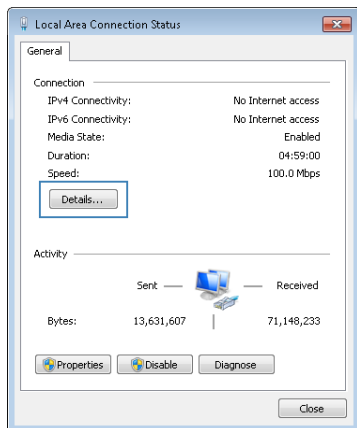 Local Area Connection Status
General
Connection
IPv4 Connectivity: No Internet access
IPv6 Connectivity: No Internet access
Media State: Enabled
Duration: 04:59:00
Speed: 100.0 Mbps
Details...
Activity
Sent Received
Bytes: 13,631,607 71,148,233
Properties Disable Diagnose
Close